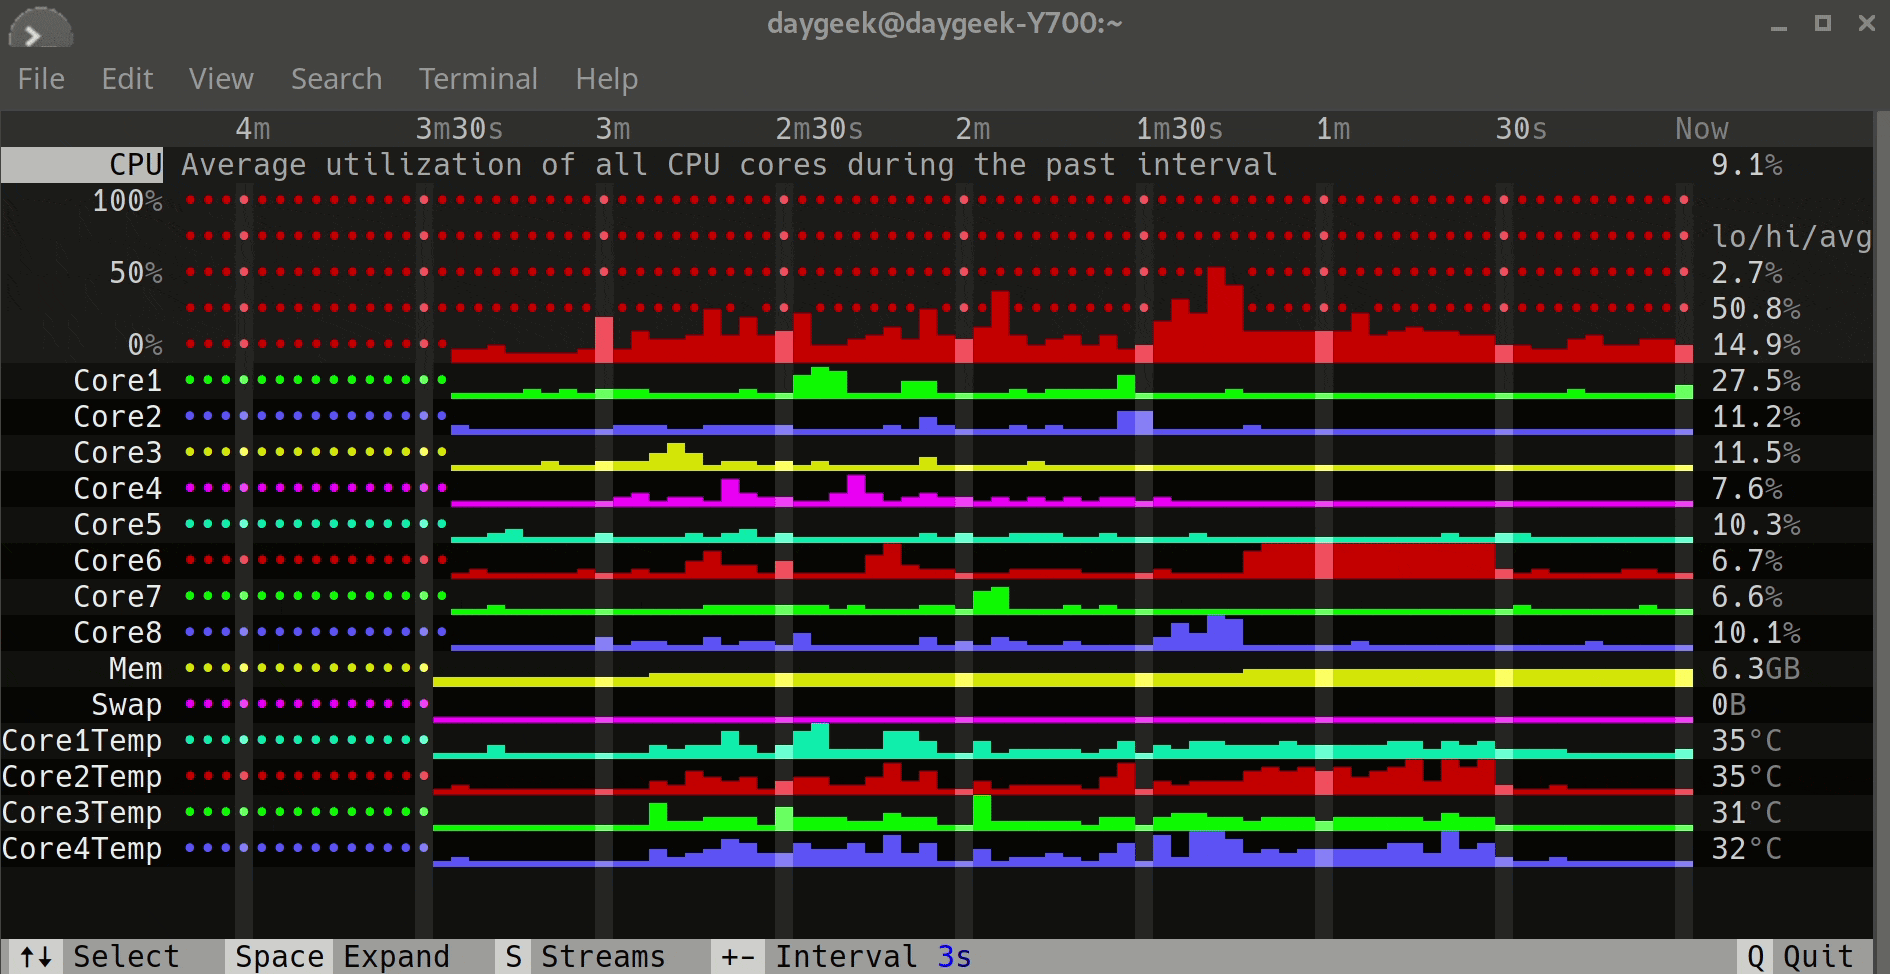 daygeek@daygeek-Y700:~
File Edit View Search Terminal Help
4m 3m30s 3m 2m30s 2m 1m30s 1m 30s Now
CPU Average utilization of all CPU cores during the past interval 9.1%
100%
lo/hi/avg
50% 2.7%
50.8%
0% 14.9%
Core1 27.5%
Core2 11.2%
Core3 11.5%
Core4 7.6%
Core5 10.3%
Core6 6.7%
Core7 6.6%
Core8 10.1%
Mem 6.3GB
Swap 0B
Core1Temp 35°C
Core2Temp 35°C
Core3Temp 31°C
Core4Temp 32°C
↑↓ Select Space Expand S Streams +- Interval 3s Q Quit